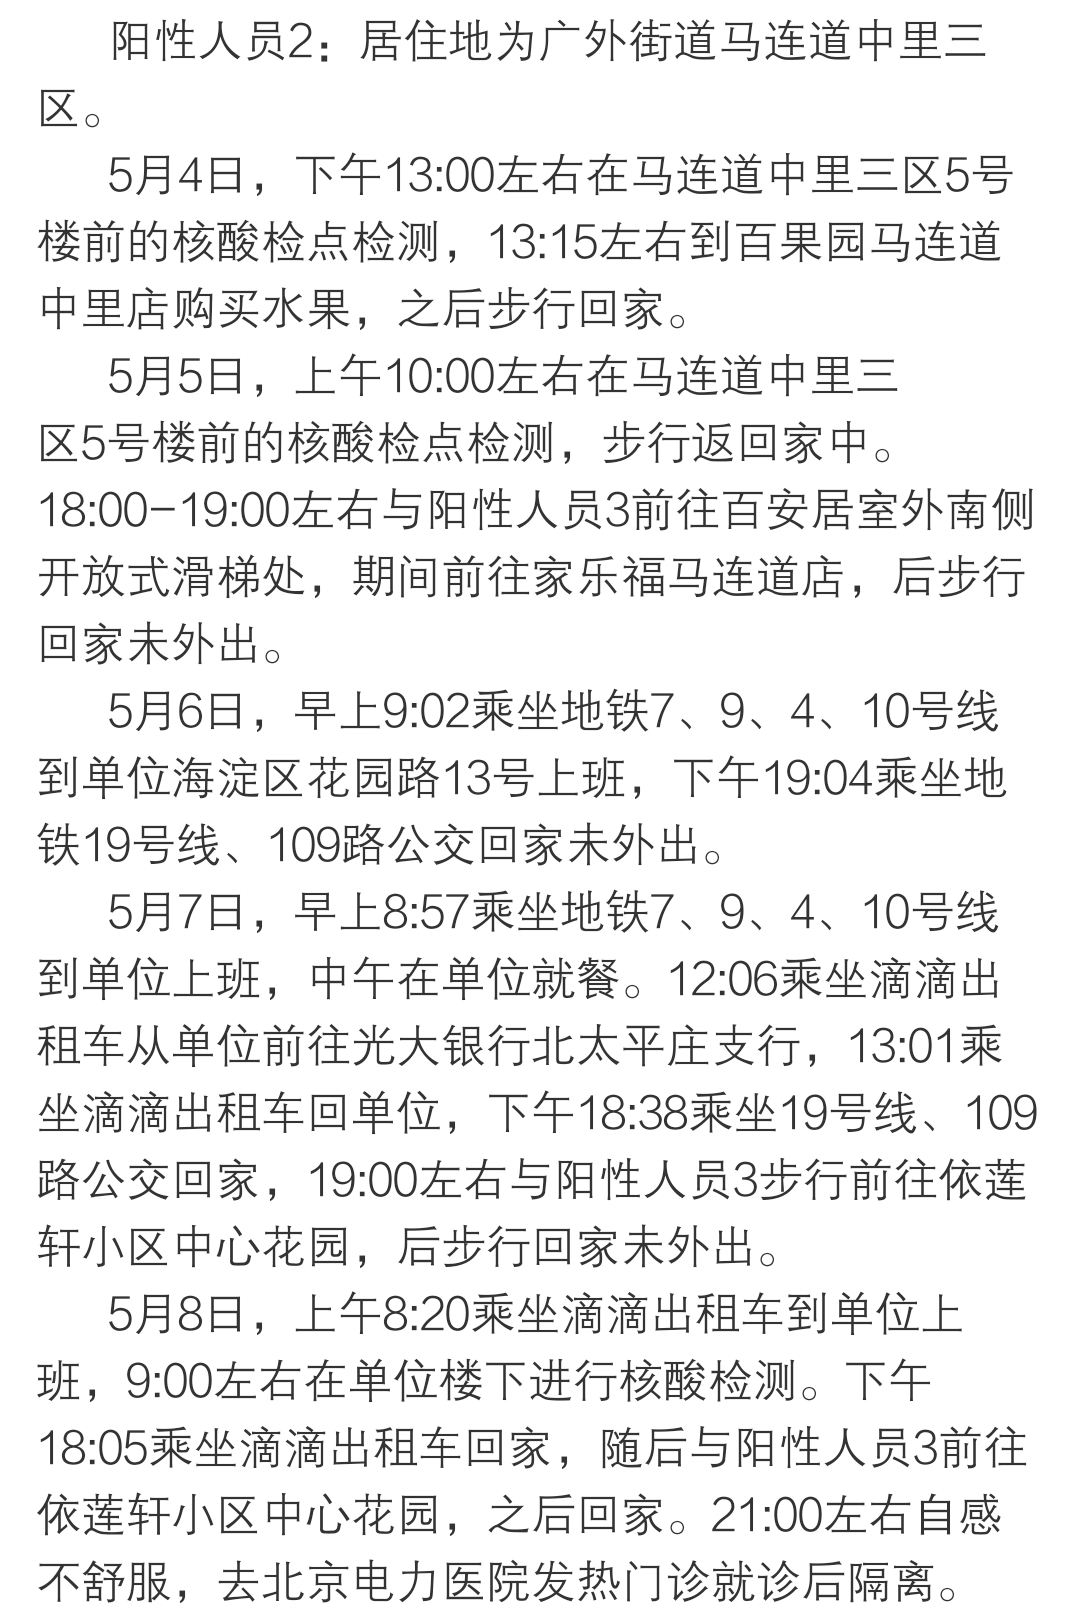 阳性人员2：居住地为广外街道马连道中里三
区。
5月4日，下午13:00左右在马连道中里三区5号
楼前的核酸检点检测，13:15左右到百果园马连道
中里店购买水果，之后步行回家。
5月5日，上午10:00左右在马连道中里三
区5号楼前的核酸检点检测，步行返回家中。
18:00-19:00左右与阳性人员3前往百安居室外南侧
开放式滑梯处，期间前往家乐福马连道店，后步行
回家未外出。
5月6日，早上9:02乘坐地铁7、9、4、10号线
到单位海淀区花园路13号上班，下午19:04乘坐地
铁19号线、109路公交回家未外出。
5月7日，早上8:57乘坐地铁7、9、4、10号线
到单位上班，中午在单位就餐。12:06乘坐滴滴出
租车从单位前往光大银行北太平庄支行，13:01乘
坐滴滴出租车回单位，下午18:38乘坐19号线、109
路公交回家，19:00左右与阳性人员3步行前往依莲
轩小区中心花园，后步行回家未外出。
5月8日，上午8:20乘坐滴滴出租车到单位上
班，9:00左右在单位楼下进行核酸检测。下午
18:05乘坐滴滴出租车回家，随后与阳性人员3前往
依莲轩小区中心花园，之后回家。21:00左右自感
不舒服，去北京电力医院发热门诊就诊后隔离。